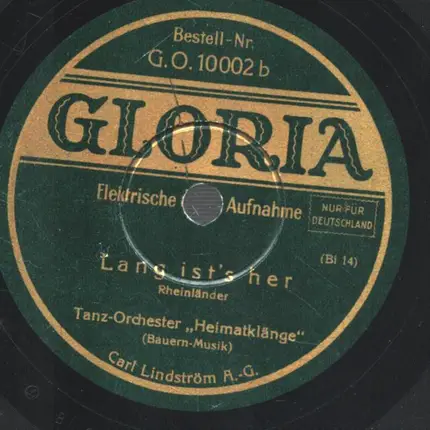 Bestell-Nr.
G.O. 10002 b
GLORIA
Elektrische Aufnahme
NUR FÜR
DEUTSCHLAND
(Bi 14)
Lang ist's her
Rheinländer
Tanz-Orchester „Heimatklänge"
(Bauern-Musik)
Carl Lindström A.-G.